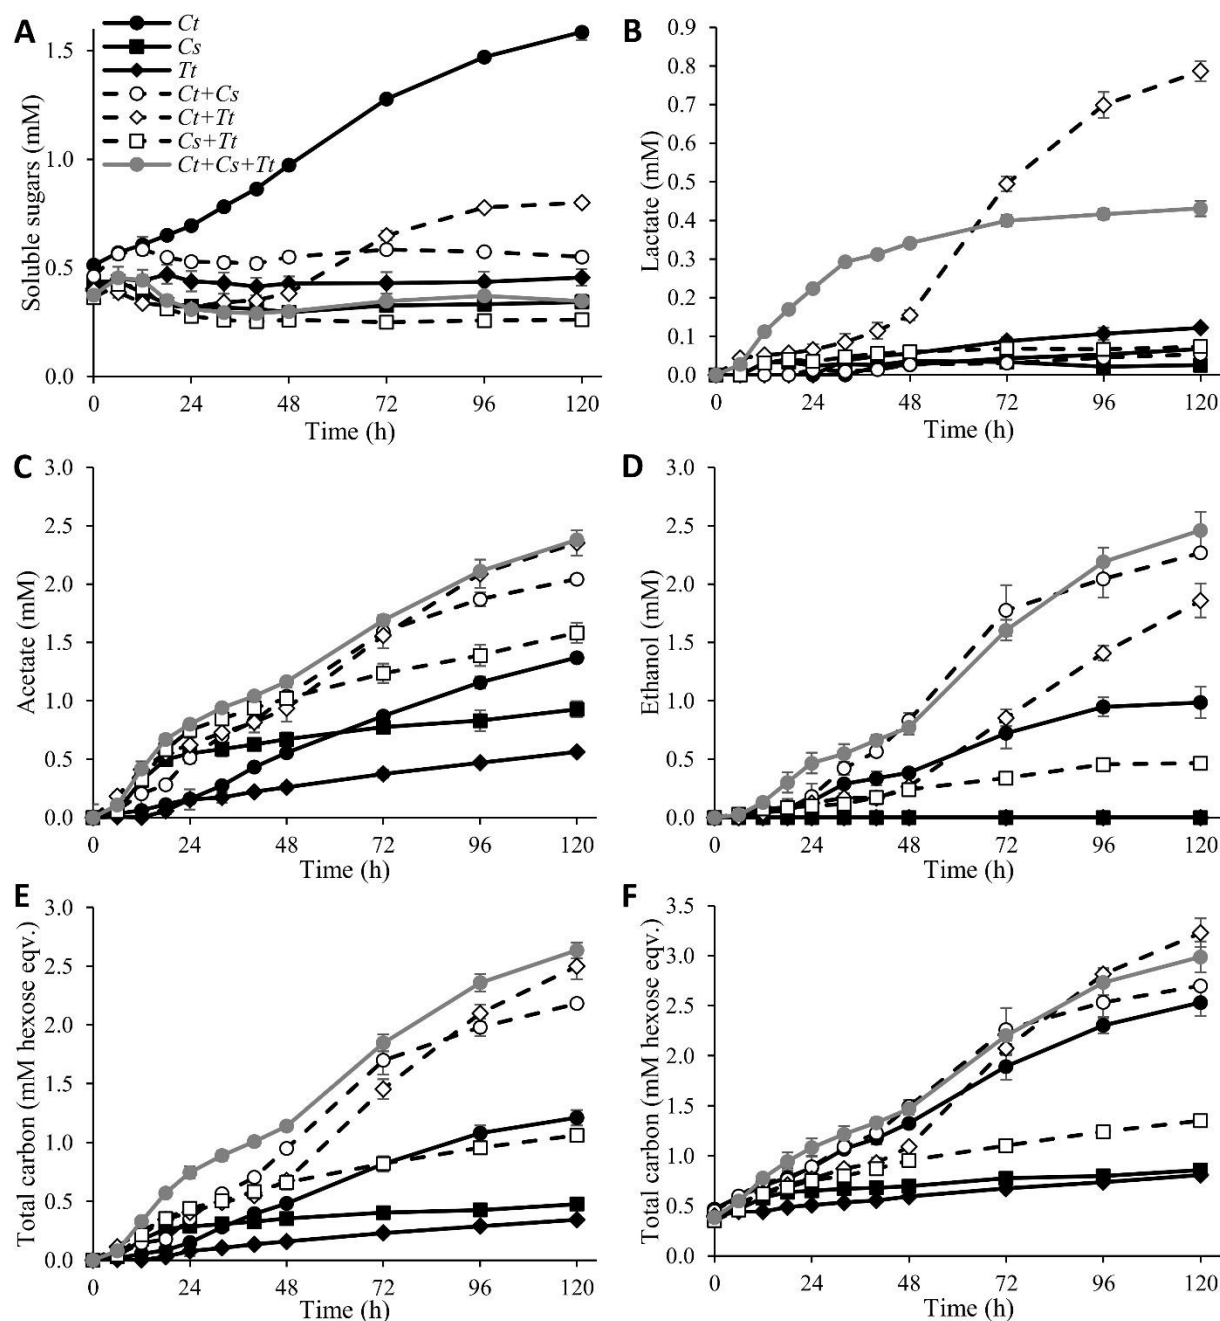 A
Ct
Cs
Tt
Ct+Cs
Ct+Tt
Cs+Tt
Ct+Cs+Tt
Soluble sugars (mM)
1.5
1.0
0.5
0.0
0 24 48 72 96 120
Time (h)
B
Lactate (mM)
0.9
0.8
0.7
0.6
0.5
0.4
0.3
0.2
0.1
0.0
0 24 48 72 96 120
Time (h)
C
Acetate (mM)
3.0
2.5
2.0
1.5
1.0
0.5
0.0
0 24 48 72 96 120
Time (h)
D
Ethanol (mM)
3.0
2.5
2.0
1.5
1.0
0.5
0.0
0 24 48 72 96 120
Time (h)
E
Total carbon (mM hexose eqv.)
3.0
2.5
2.0
1.5
1.0
0.5
0.0
0 24 48 72 96 120
Time (h)
F
Total carbon (mM hexose eqv.)
3.5
3.0
2.5
2.0
1.5
1.0
0.5
0.0
0 24 48 72 96 120
Time (h)